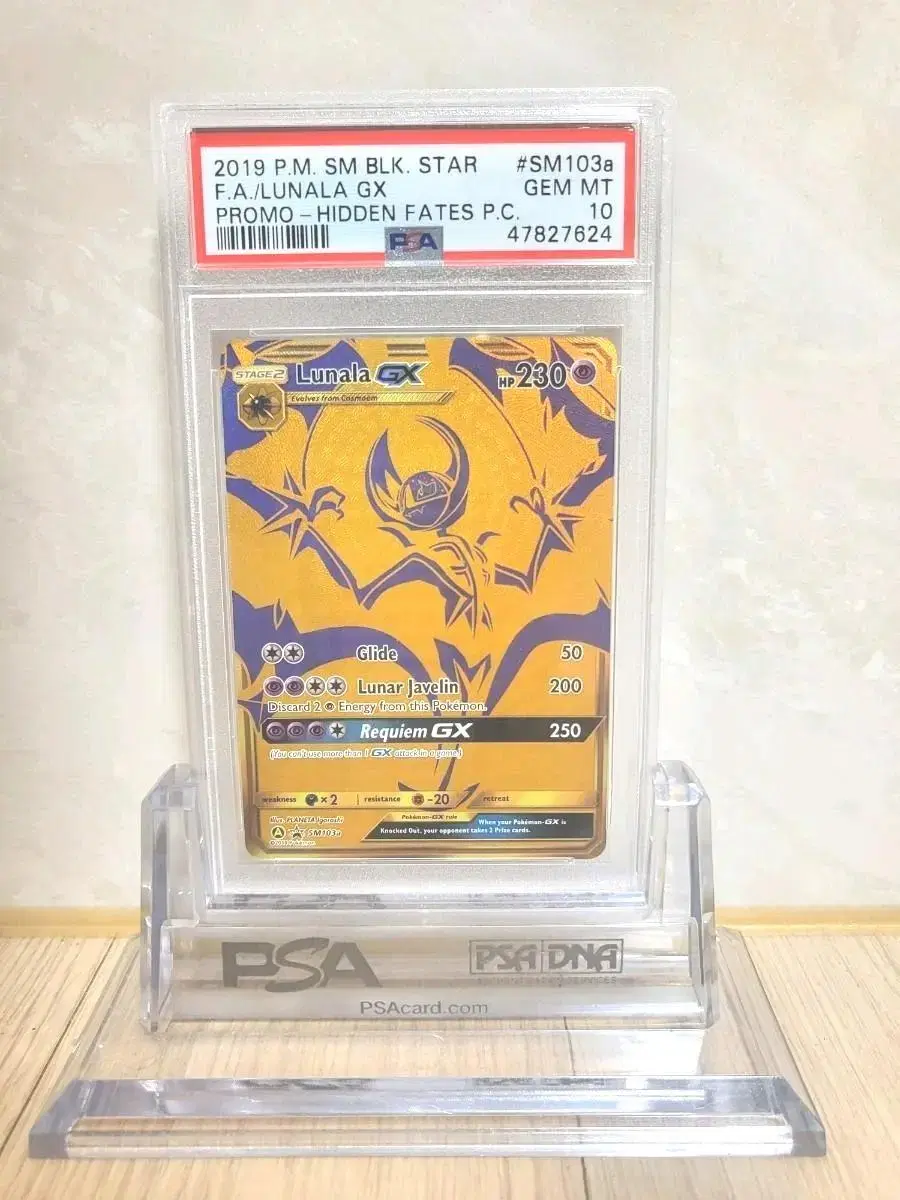 2019 P.M. SM BLK. STAR #SM103a
F.A./LUNALA GX GEM MT
PROMO - HIDDEN FATES P.C. 10
47827624
PSA
STAGE2 Lunala GX HP 230
Evolves from Cosmoem
Glide 50
Lunar Javelin 200
Discard 2 Energy from this Pokémon.
Requiem GX 250
(You can't use more than 1 GX attack in a game.)
weakness ×2 resistance -20 retreat
Illus. PLANETA Igarashi
Pokémon-GX rule When your Pokémon-GX is
Knocked Out, your opponent takes 2 Prize cards.
A SM103a
PSA PSA DNA
PSAcard.com